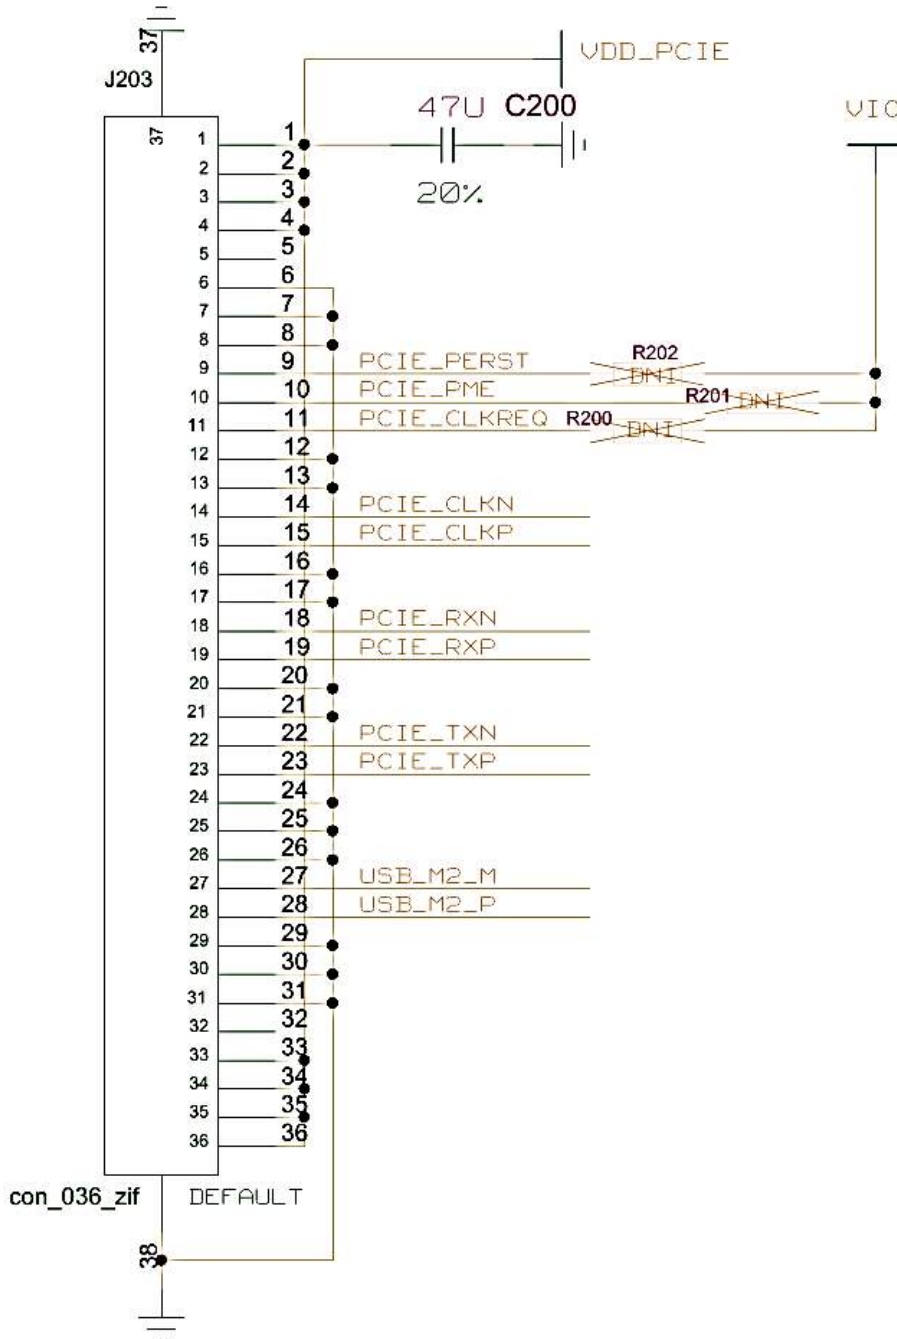 37
J203
VDD_PCIE
47U C200
VIO
37
20%
1 1
2 2
3 3
4 4
5 5
6 6
7 7
8 8
9 9 PCIE_PERST R202 DNI
10 10 PCIE_PME R201 DNI
11 11 PCIE_CLKREQ R200 DNI
12 12
13 13
14 14 PCIE_CLKN
15 15 PCIE_CLKP
16 16
17 17
18 18 PCIE_RXN
19 19 PCIE_RXP
20 20
21 21
22 22 PCIE_TXN
23 23 PCIE_TXP
24 24
25 25
26 26
27 27 USB_M2_M
28 28 USB_M2_P
29 29
30 30
31 31
32 32
33 33
34 34
35 35
36 36
con_036_zif DEFAULT
38